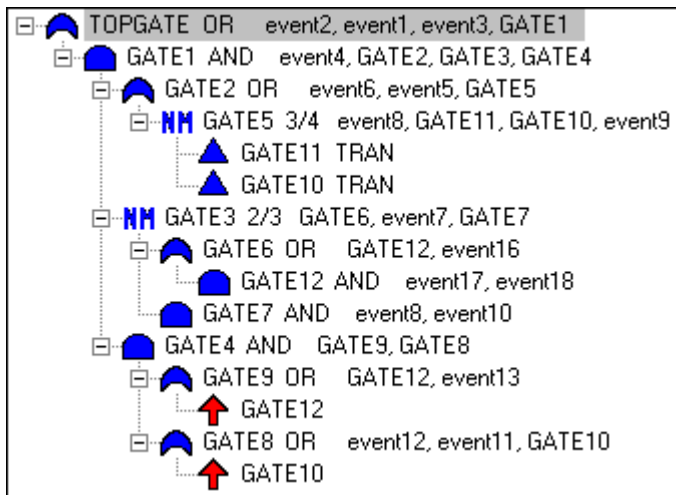 TOPGATE OR event2, event1, event3, GATE1
GATE1 AND event4, GATE2, GATE3, GATE4
GATE2 OR event6, event5, GATE5
NM GATE5 3/4 event8, GATE11, GATE10, event9
GATE11 TRAN
GATE10 TRAN
NM GATE3 2/3 GATE6, event7, GATE7
GATE6 OR GATE12, event16
GATE12 AND event17, event18
GATE7 AND event8, event10
GATE4 AND GATE9, GATE8
GATE9 OR GATE12, event13
GATE12
GATE8 OR event12, event11, GATE10
GATE10